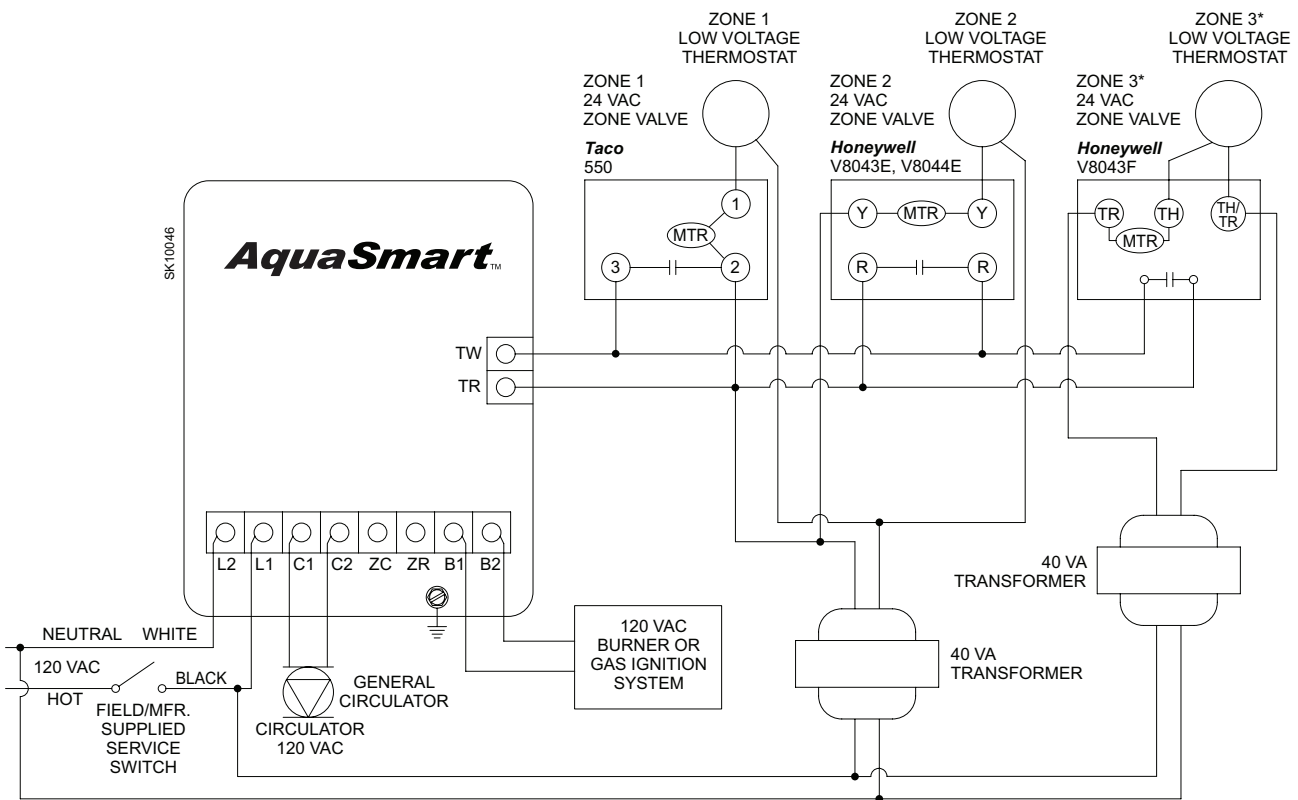 ZONE 1
LOW VOLTAGE
THERMOSTAT
ZONE 2
LOW VOLTAGE
THERMOSTAT
ZONE 3*
LOW VOLTAGE
THERMOSTAT
ZONE 1
24 VAC
ZONE VALVE
Taco
550
ZONE 2
24 VAC
ZONE VALVE
Honeywell
V8043E, V8044E
ZONE 3*
24 VAC
ZONE VALVE
Honeywell
V8043F
1
MTR
3
2
Y
MTR
Y
R
R
TR
TH
TH/
TR
MTR
SK10046
AquaSmart™
TW
TR
L2
L1
C1
C2
ZC
ZR
B1
B2
NEUTRAL WHITE
120 VAC
HOT
BLACK
FIELD/MFR.
SUPPLIED
SERVICE
SWITCH
GENERAL
CIRCULATOR
CIRCULATOR
120 VAC
120 VAC
BURNER OR
GAS IGNITION
SYSTEM
40 VA
TRANSFORMER
40 VA
TRANSFORMER